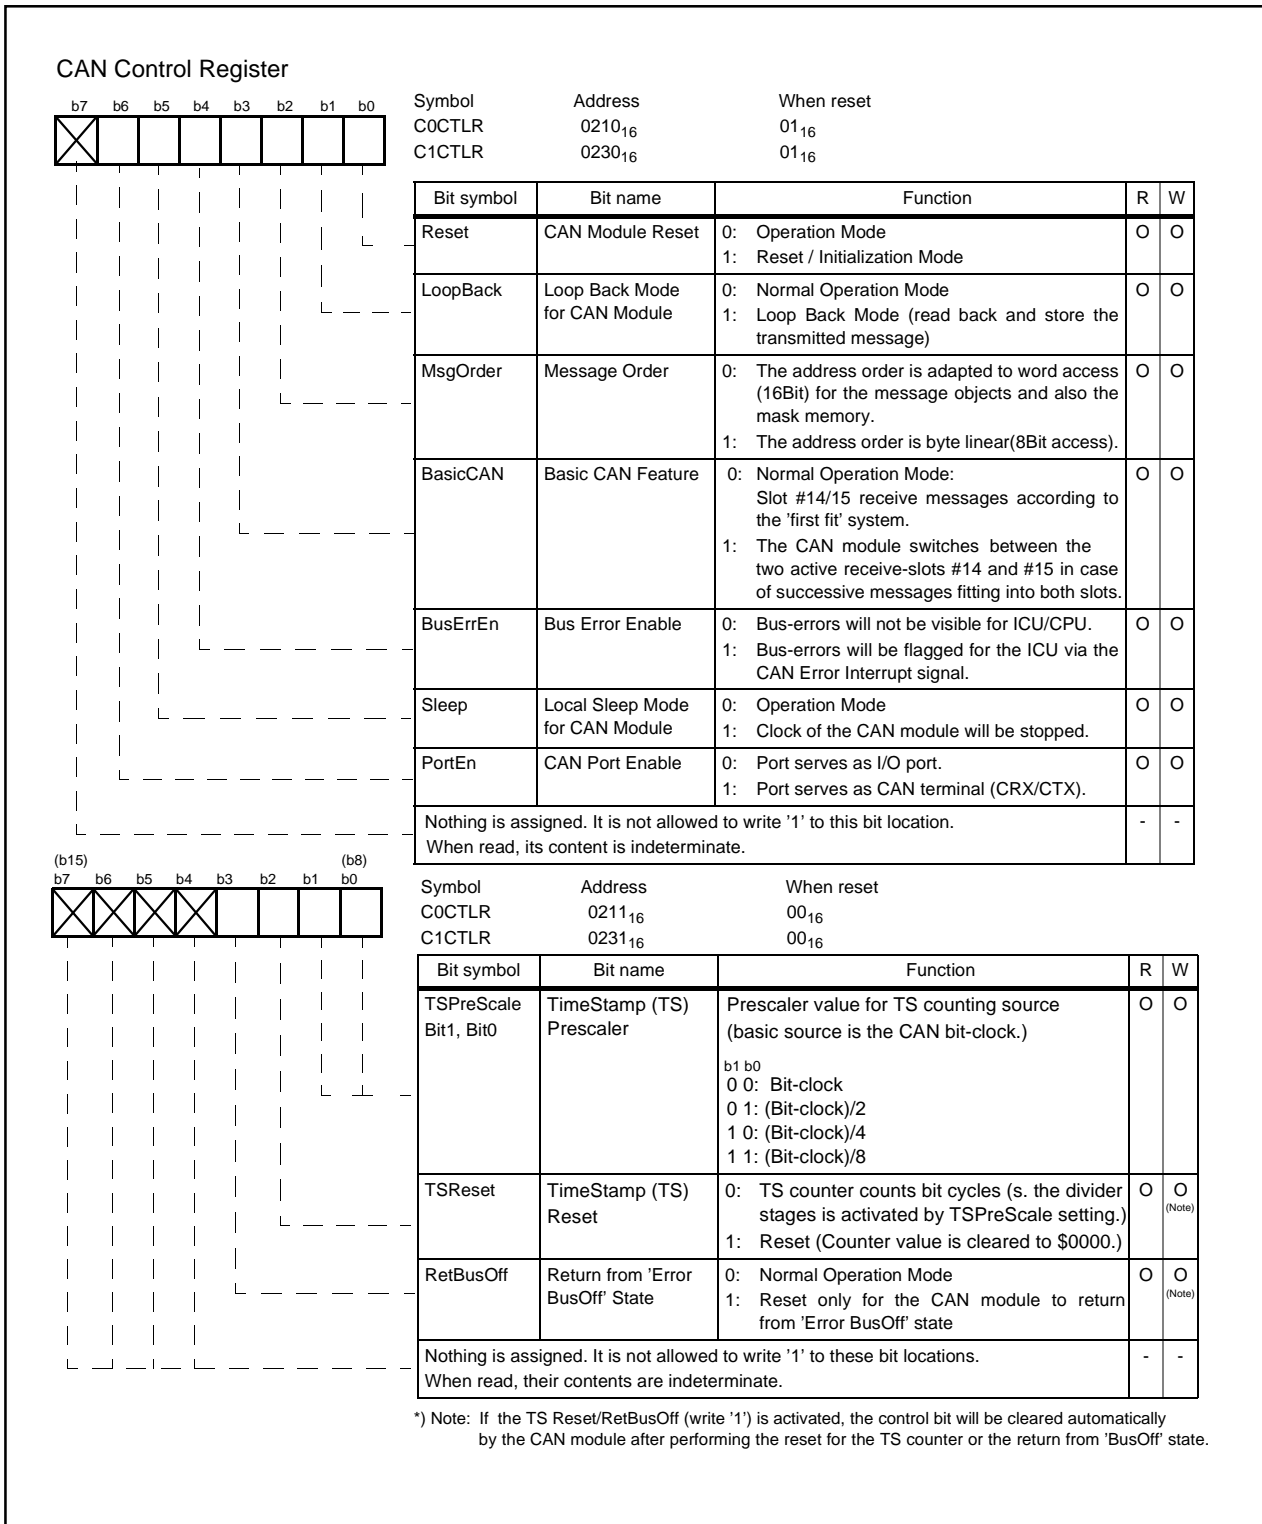 CAN Control Register
b7 b6 b5 b4 b3 b2 b1 b0
Symbol Address When reset
C0CTLR 0210₁₆ 01₁₆
C1CTLR 0230₁₆ 01₁₆
Bit symbol Bit name Function R W
Reset CAN Module Reset 0: Operation Mode O O
1: Reset / Initialization Mode
LoopBack Loop Back Mode 0: Normal Operation Mode O O
for CAN Module 1: Loop Back Mode (read back and store the
transmitted message)
MsgOrder Message Order 0: The address order is adapted to word access O O
(16Bit) for the message objects and also the
mask memory.
1: The address order is byte linear(8Bit access).
BasicCAN Basic CAN Feature 0: Normal Operation Mode: O O
Slot #14/15 receive messages according to
the 'first fit' system.
1: The CAN module switches between the
two active receive-slots #14 and #15 in case
of successive messages fitting into both slots.
BusErrEn Bus Error Enable 0: Bus-errors will not be visible for ICU/CPU. O O
1: Bus-errors will be flagged for the ICU via the
CAN Error Interrupt signal.
Sleep Local Sleep Mode 0: Operation Mode O O
for CAN Module 1: Clock of the CAN module will be stopped.
PortEn CAN Port Enable 0: Port serves as I/O port. O O
1: Port serves as CAN terminal (CRX/CTX).
Nothing is assigned. It is not allowed to write '1' to this bit location. - -
When read, its content is indeterminate.
(b15) (b8)
b7 b6 b5 b4 b3 b2 b1 b0
Symbol Address When reset
C0CTLR 0211₁₆ 00₁₆
C1CTLR 0231₁₆ 00₁₆
Bit symbol Bit name Function R W
TSPreScale TimeStamp (TS) Prescaler value for TS counting source O O
Bit1, Bit0 Prescaler (basic source is the CAN bit-clock.)
b1 b0
0 0: Bit-clock
0 1: (Bit-clock)/2
1 0: (Bit-clock)/4
1 1: (Bit-clock)/8
TSReset TimeStamp (TS) 0: TS counter counts bit cycles (s. the divider O O
Reset stages is activated by TSPreScale setting.) (Note)
1: Reset (Counter value is cleared to $0000.)
RetBusOff Return from 'Error 0: Normal Operation Mode O O
BusOff' State 1: Reset only for the CAN module to return (Note)
from 'Error BusOff' state
Nothing is assigned. It is not allowed to write '1' to these bit locations. - -
When read, their contents are indeterminate.
*) Note: If the TS Reset/RetBusOff (write '1') is activated, the control bit will be cleared automatically
by the CAN module after performing the reset for the TS counter or the return from 'BusOff' state.